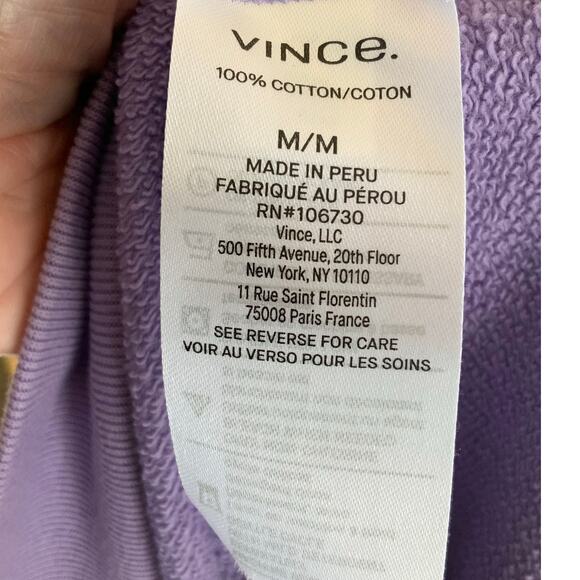 VINCe.
100% COTTON/COTON
M/M
MADE IN PERU
FABRIQUÉ AU PÉROU
RN#106730
Vince, LLC
500 Fifth Avenue, 20th Floor
New York, NY 10110
11 Rue Saint Florentin
75008 Paris France
SEE REVERSE FOR CARE
VOIR AU VERSO POUR LES SOINS